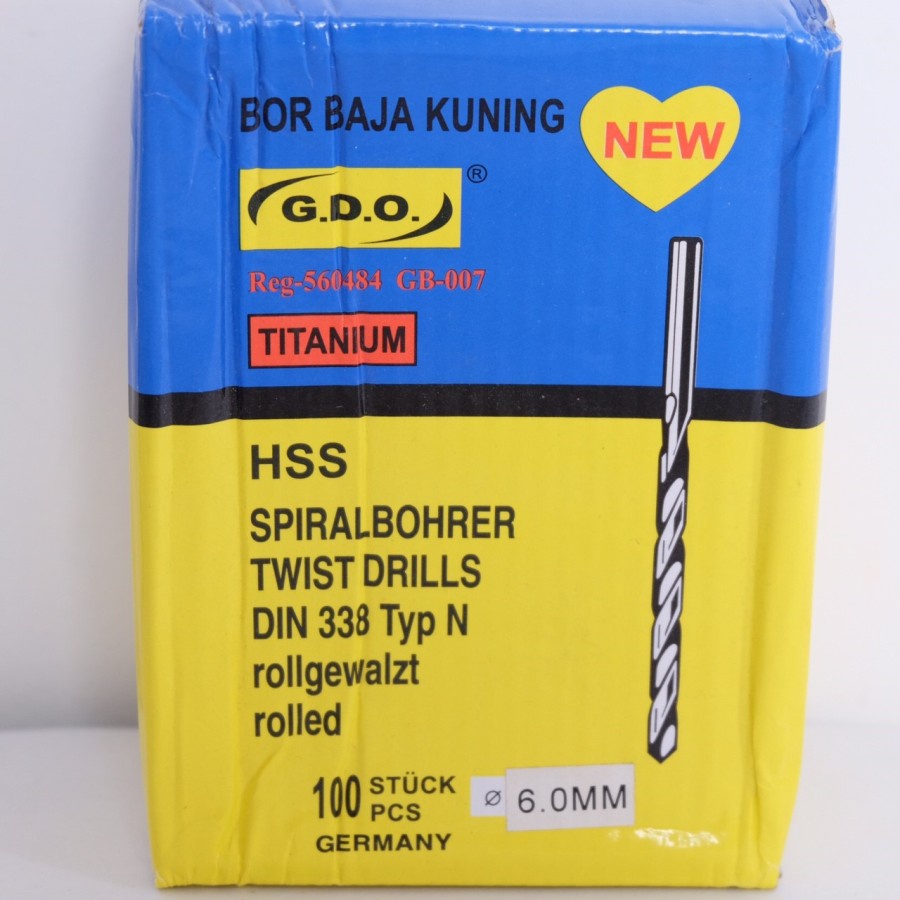 BOR BAJA KUNING
NEW
G.D.O. ®
Reg-560484 GB-007
TITANIUM
HSS
SPIRALBOHRER
TWIST DRILLS
DIN 338 Typ N
rollgewalzt
rolled
100 STÜCK
PCS
GERMANY
⌀ 6.0MM